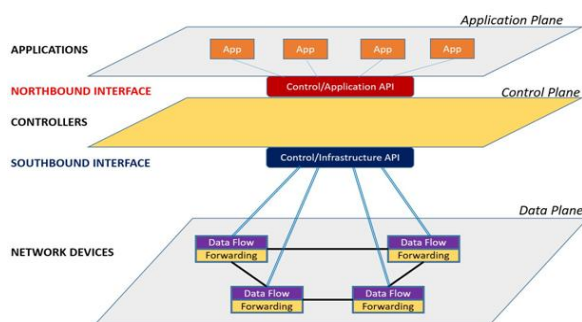 Application Plane
APPLICATIONS
App App App App
NORTHBOUND INTERFACE
Control/Application API
Control Plane
CONTROLLERS
SOUTHBOUND INTERFACE
Control/Infrastructure API
Data Plane
NETWORK DEVICES
Data Flow
Forwarding
Data Flow
Forwarding
Data Flow
Forwarding
Data Flow
Forwarding